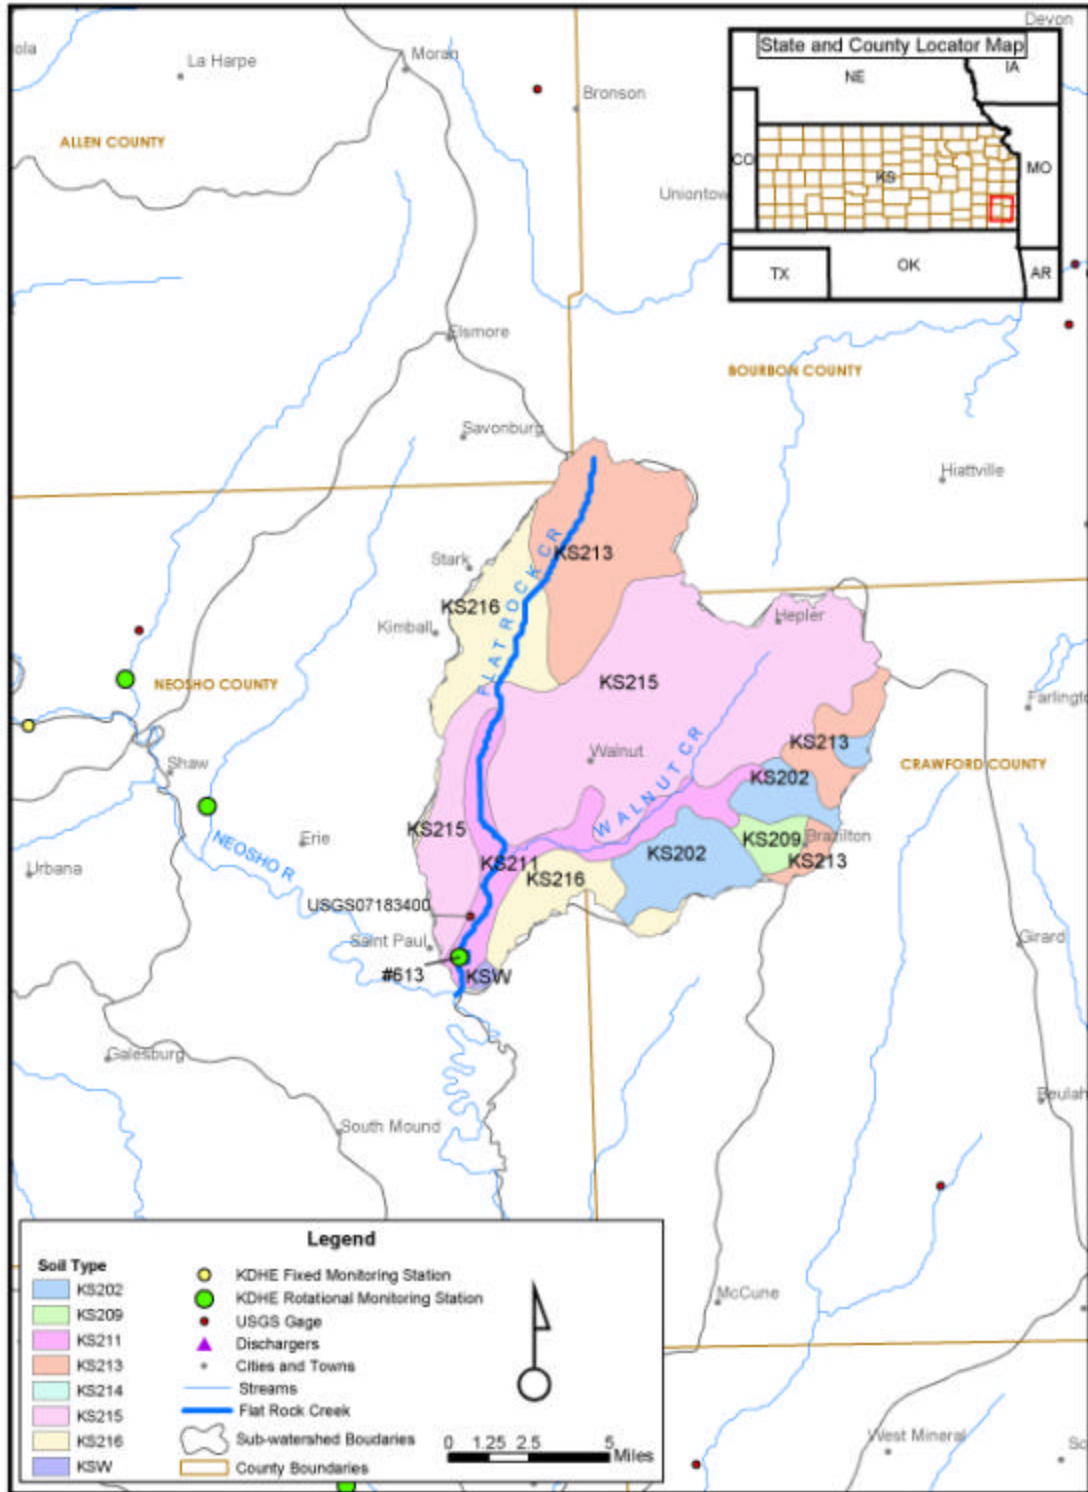 Devon
ola
La Harpe
Moran
Bronson
State and County Locator Map
NE
IA
CO
KS
MO
TX
OK
AR
ALLEN COUNTY
Uniontow
Elsmore
BOURBON COUNTY
Savonburg
Hiattville
Stark
KS213
FLAT ROCK CR
KS216
Kimball
Hepler
NEOSHO COUNTY
KS215
Farlingto
Shaw
Walnut
WALNUT CR
KS213
CRAWFORD COUNTY
KS202
KS215
Erie
NEOSHO R
Urbana
KS211
KS202
KS209
Brazilton
KS213
KS216
USGS07183400
Saint Paul
#613
KSW
Girard
Galesburg
Beulah
South Mound
McCune
West Mineral
Sc
Legend
Soil Type
KS202
KS209
KS211
KS213
KS214
KS215
KS216
KSW
KDHE Fixed Monitoring Station
KDHE Rotational Monitoring Station
USGS Gage
Dischargers
Cities and Towns
Streams
Flat Rock Creek
Sub-watershed Boudaries
County Boundaries
0 1.25 2.5 5
Miles